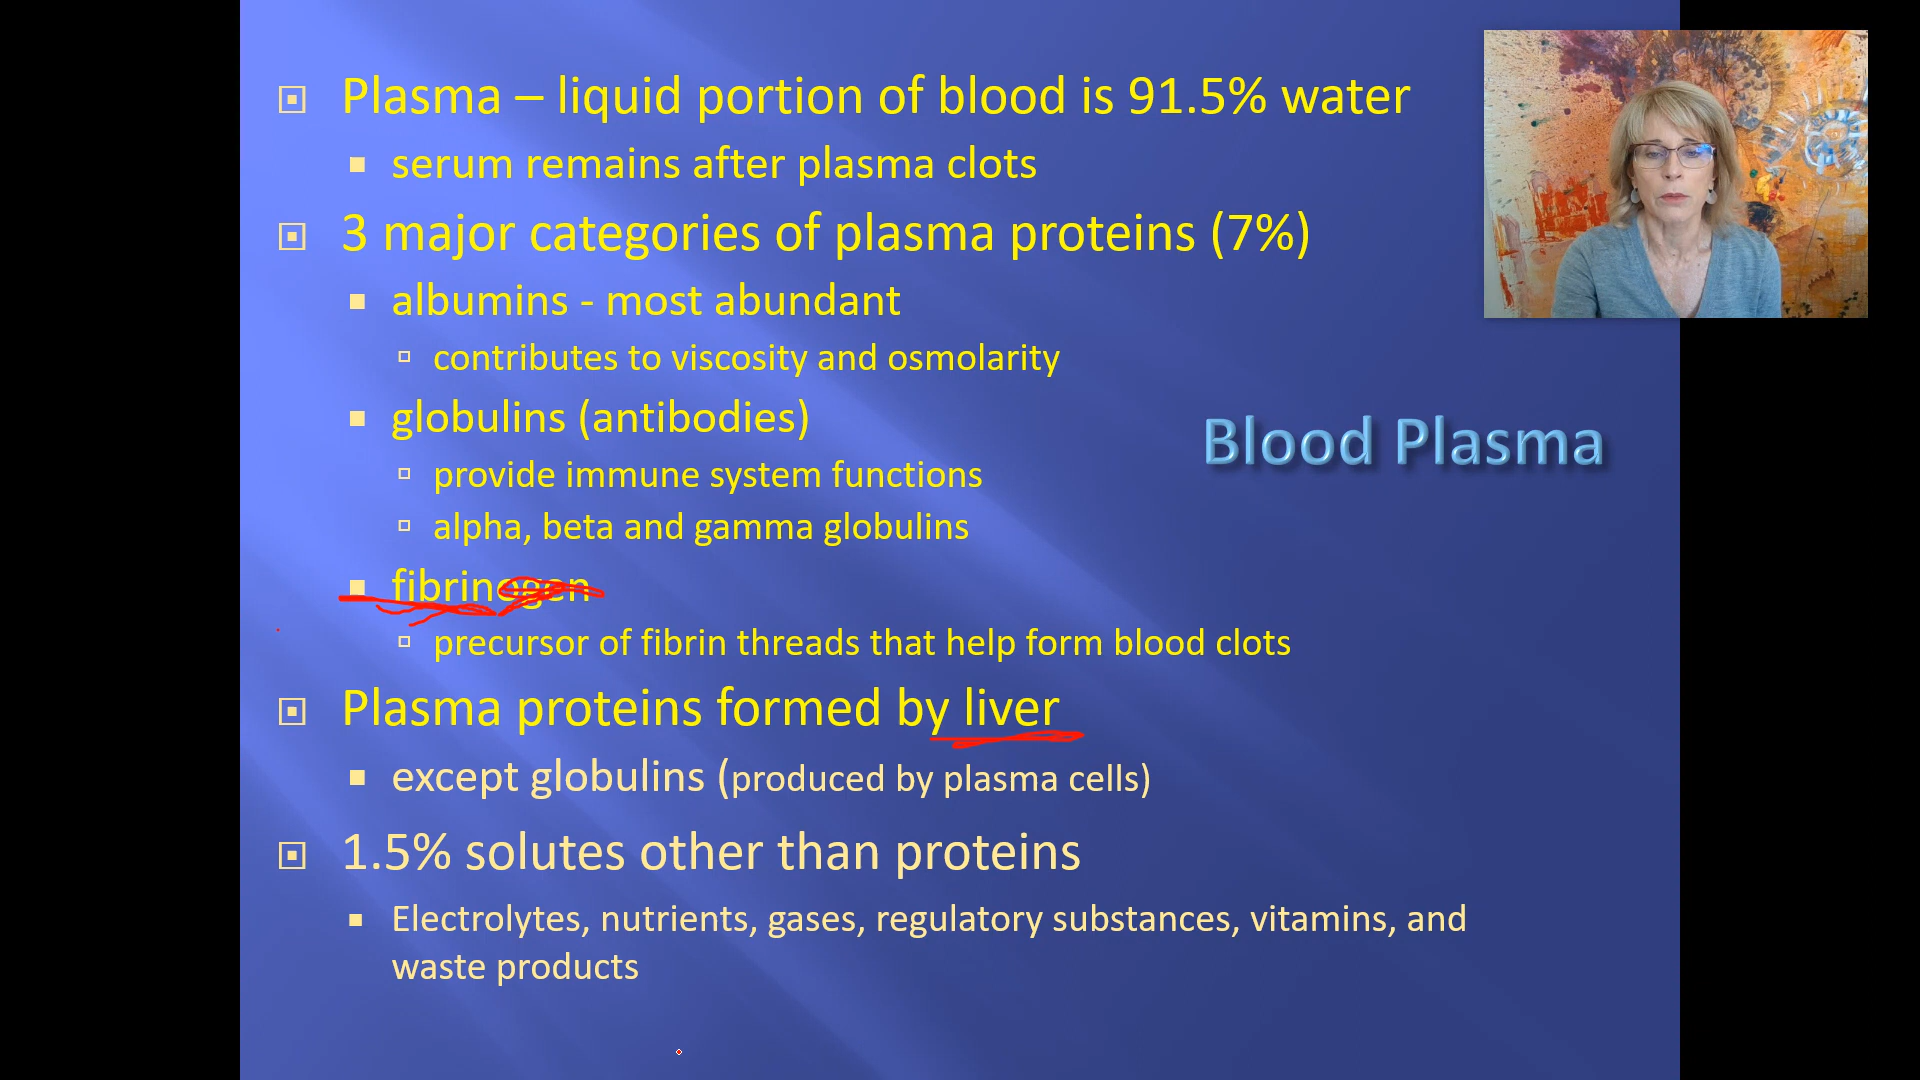 Plasma – liquid portion of blood is 91.5% water
serum remains after plasma clots
3 major categories of plasma proteins (7%)
albumins - most abundant
contributes to viscosity and osmolarity
globulins (antibodies)
provide immune system functions
alpha, beta and gamma globulins
fibrinogen
precursor of fibrin threads that help form blood clots
Plasma proteins formed by liver
except globulins (produced by plasma cells)
1.5% solutes other than proteins
Electrolytes, nutrients, gases, regulatory substances, vitamins, and
waste products
Blood Plasma